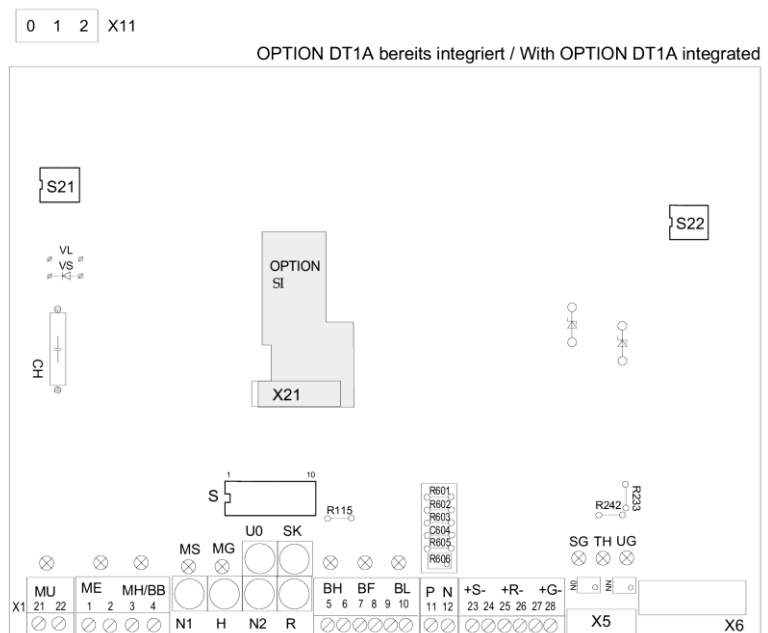 0 1 2 X11
OPTION DT1A bereits integriert / With OPTION DT1A integrated
S21
S22
VL
VS
OPTION
SI
CH
X21
1 10
S
R115
R601
R602
R603
C604
R605
R606
R233
R242
U0 SK
MS MG
SG TH UG
MU ME MH/BB BH BF BL P N +S- +R- +G-
X1 21 22 1 2 3 4 5 6 7 8 9 10 11 12 23 24 25 26 27 28
N0 NN
N1 H N2 R X5 X6